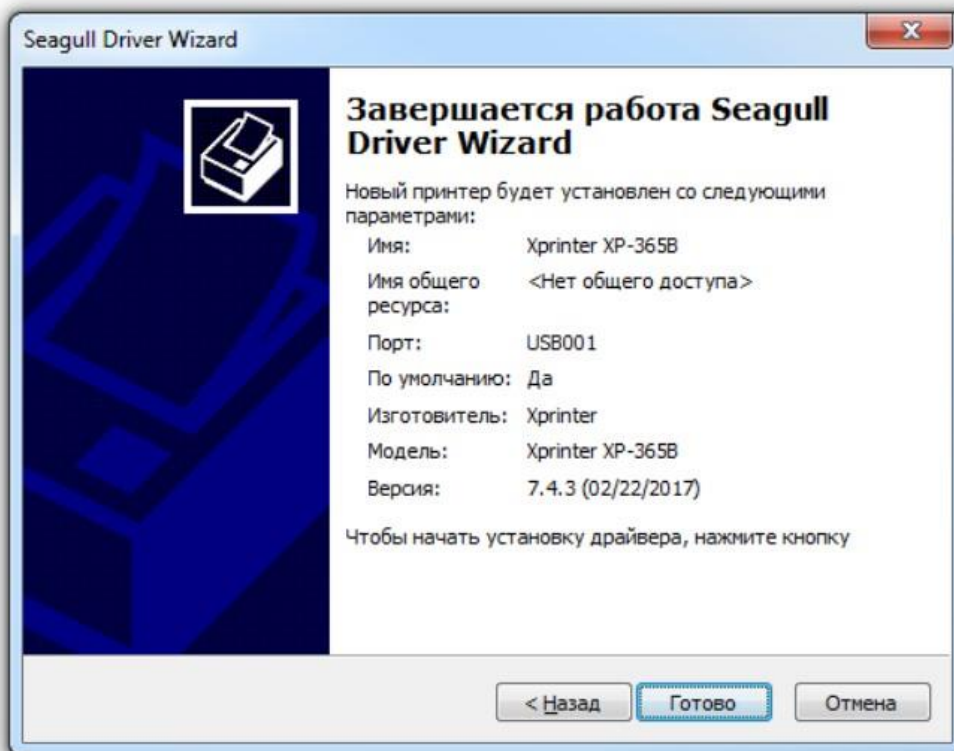 Seagull Driver Wizard
Завершается работа Seagull
Driver Wizard
Новый принтер будет установлен со следующими
параметрами:
Имя: Xprinter XP-365B
Имя общего <Нет общего доступа>
ресурса:
Порт: USB001
По умолчанию: Да
Изготовитель: Xprinter
Модель: Xprinter XP-365B
Версия: 7.4.3 (02/22/2017)
Чтобы начать установку драйвера, нажмите кнопку
< Назад Готово Отмена